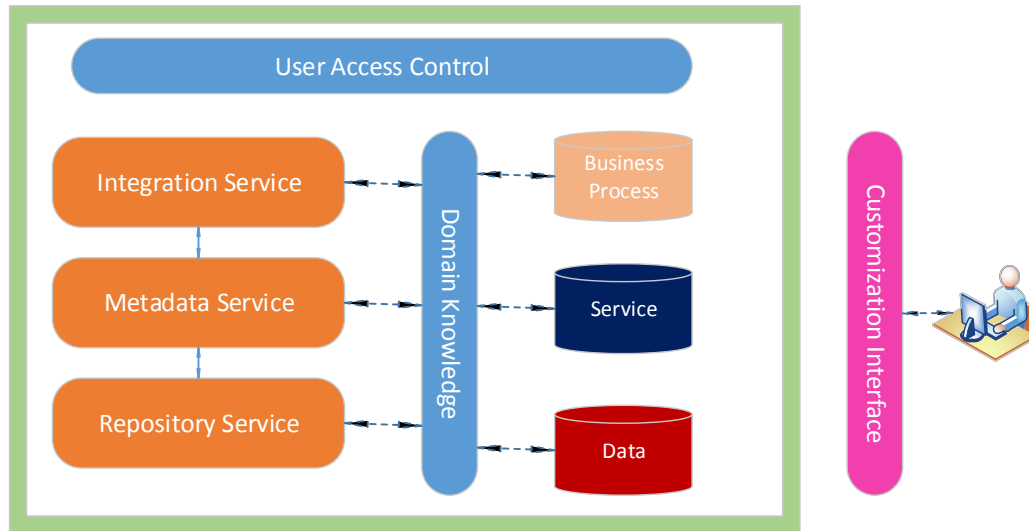 User Access Control
Integration Service
Metadata Service
Repository Service
Domain Knowledge
Business
Process
Service
Data
Customization Interface